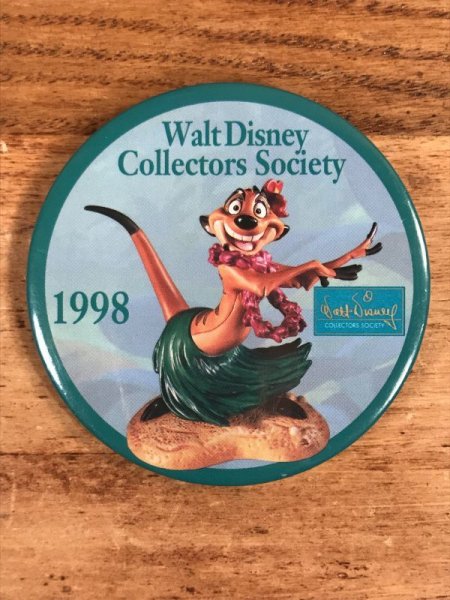 Walt Disney
Collectors Society
1998
Walt Disney
COLLECTORS SOCIETY